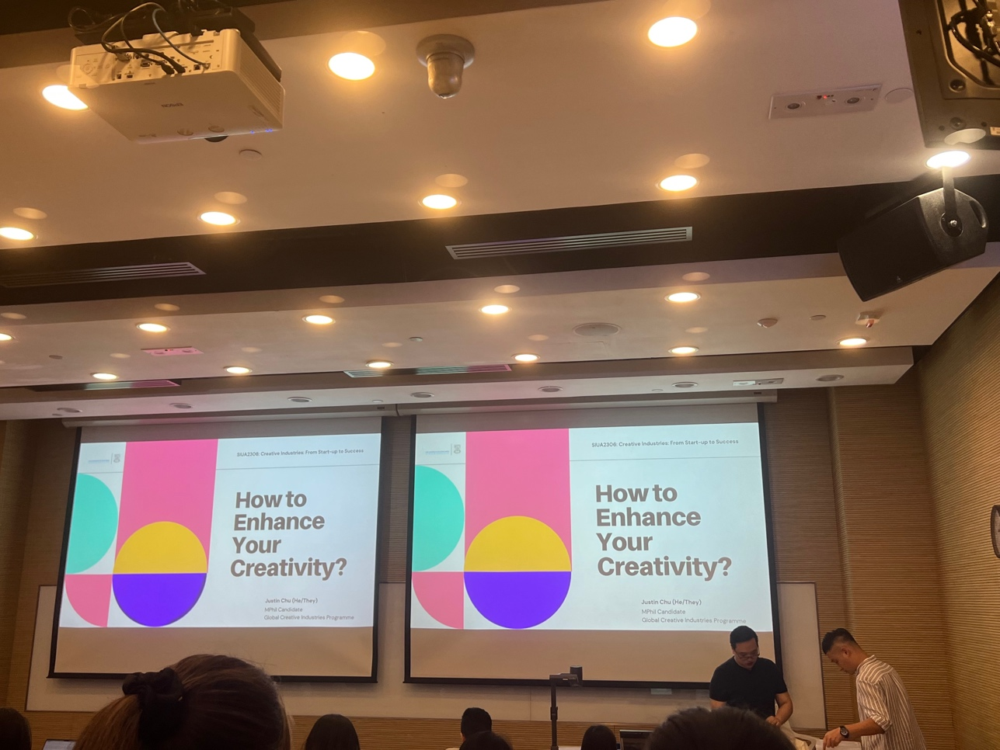 EPSON
SIUA2306: Creative Industries: From Start-up to Success
How to
Enhance
Your
Creativity?
Justin Chu (He/They)
MPhil Candidate
Global Creative Industries Programme
SIUA2306: Creative Industries: From Start-up to Success
How to
Enhance
Your
Creativity?
Justin Chu (He/They)
MPhil Candidate
Global Creative Industries Programme